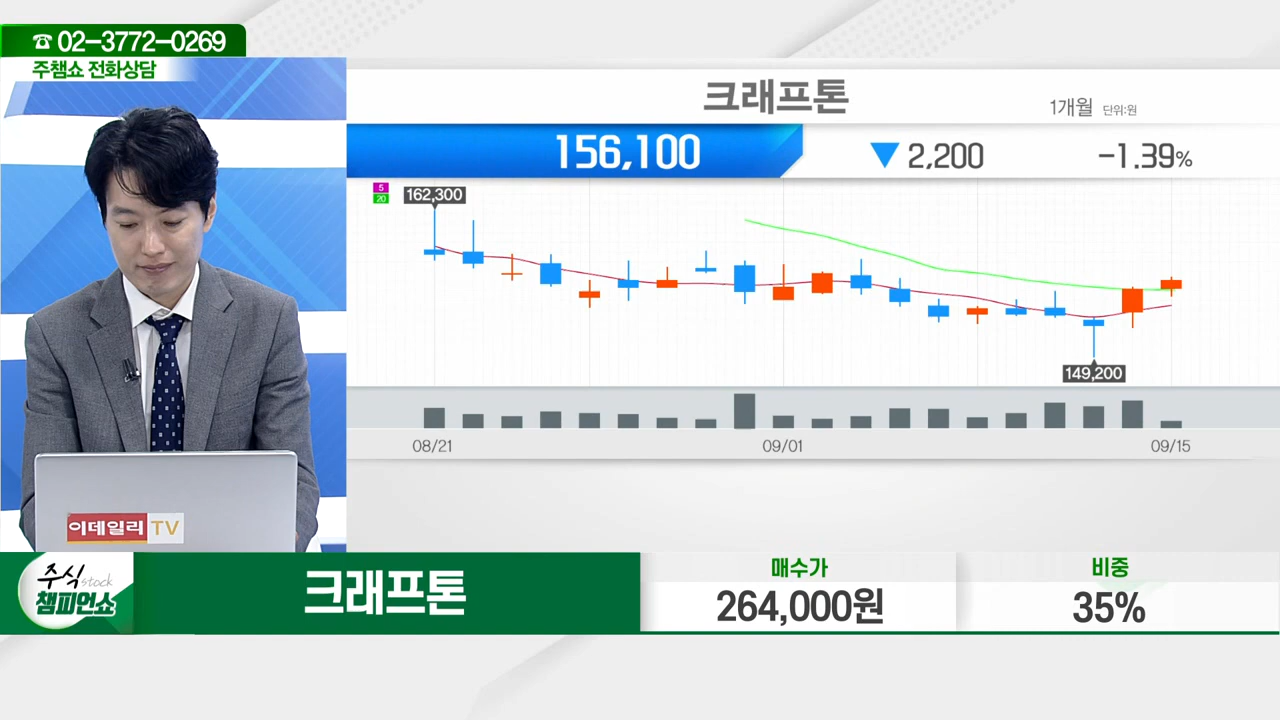 ☎ 02-3772-0269
주챔쇼 전화상담
크래프톤
1개월 단위:원
156,100 ▼ 2,200 -1.39%
5
20
162,300
149,200
08/21 09/01 09/15
이데일리 TV
주식 stock
챔피언쇼
크래프톤
매수가
264,000원
비중
35%